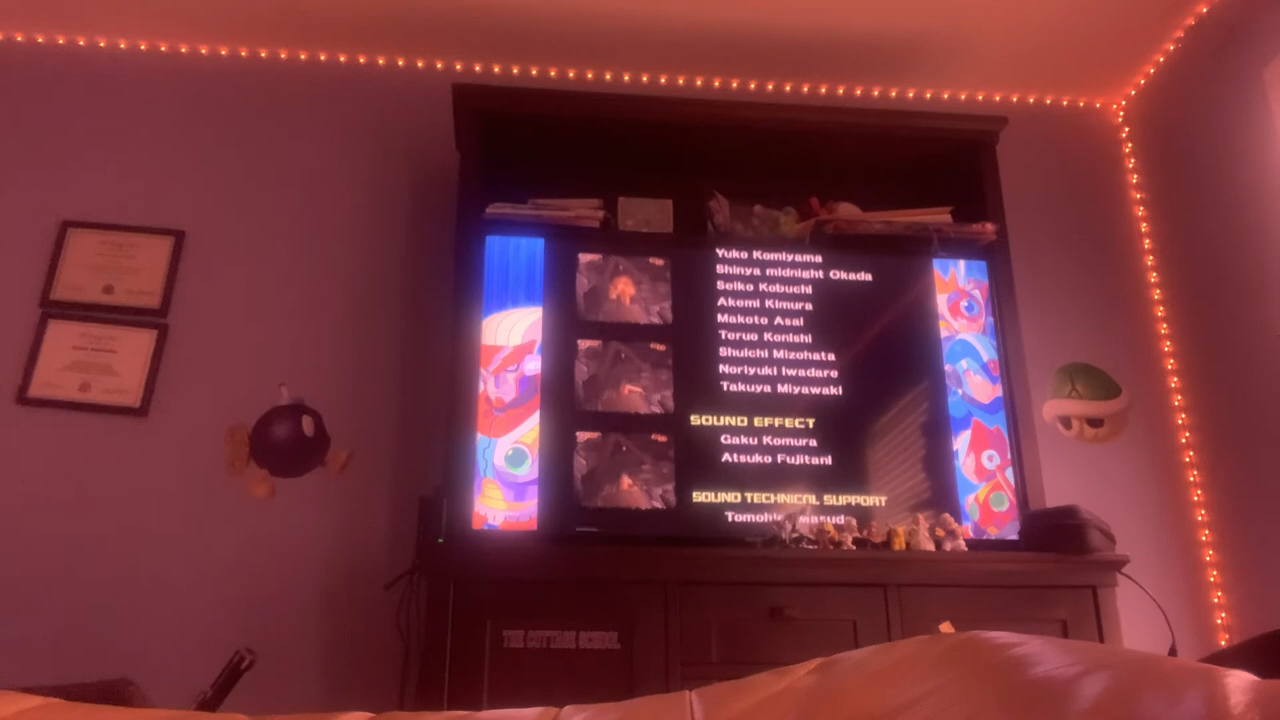 Yuko Komiyama
Shinya midnight Okada
Seiko Kobuchi
Akemi Kimura
Makoto Asai
Teruo Konishi
Shuichi Mizohata
Noriyuki Iwadare
Takuya Miyawaki
SOUND EFFECT
Gaku Komura
Atsuko Fujitani
SOUND TECHNICAL SUPPORT
THE COTTAGE SCHOOL